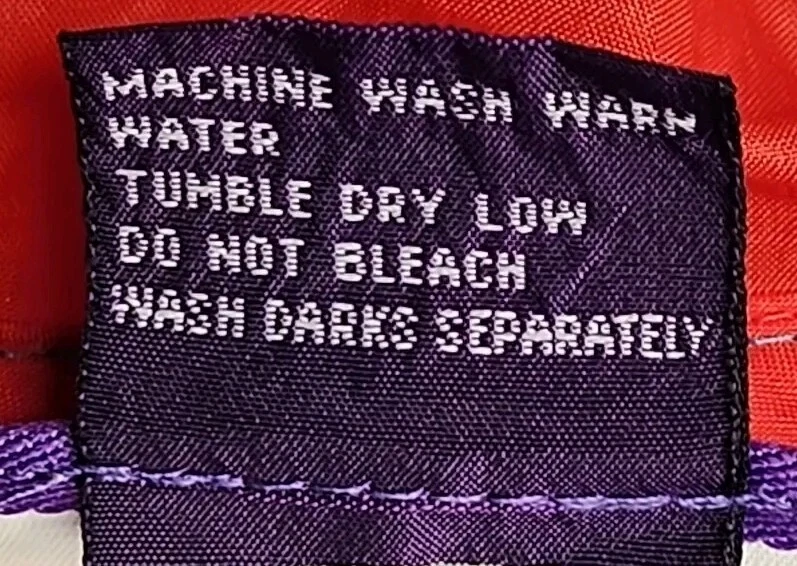 MACHINE WASH WARM
WATER
TUMBLE DRY LOW
DO NOT BLEACH
WASH DARKS SEPARATELY